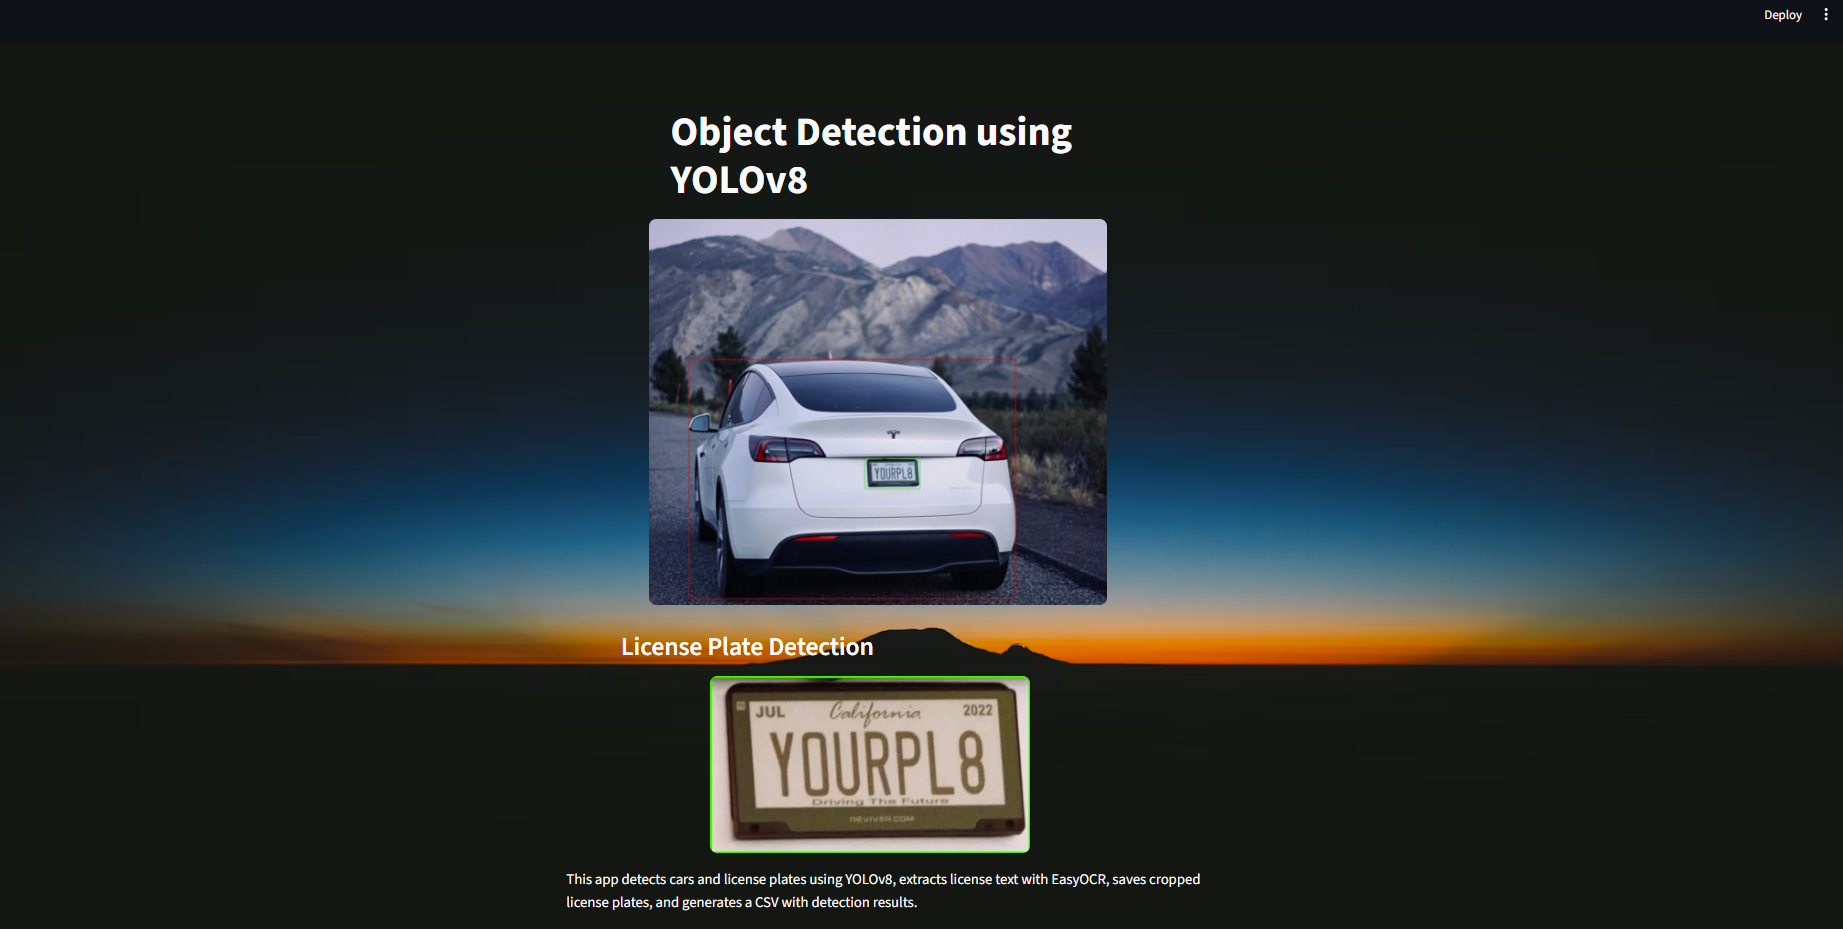 Deploy
Object Detection using
YOLOv8
YOURPL8
License Plate Detection
JUL California 2022
YOURPL8
Driving The Future
REVIVER.COM
This app detects cars and license plates using YOLOv8, extracts license text with EasyOCR, saves cropped
license plates, and generates a CSV with detection results.